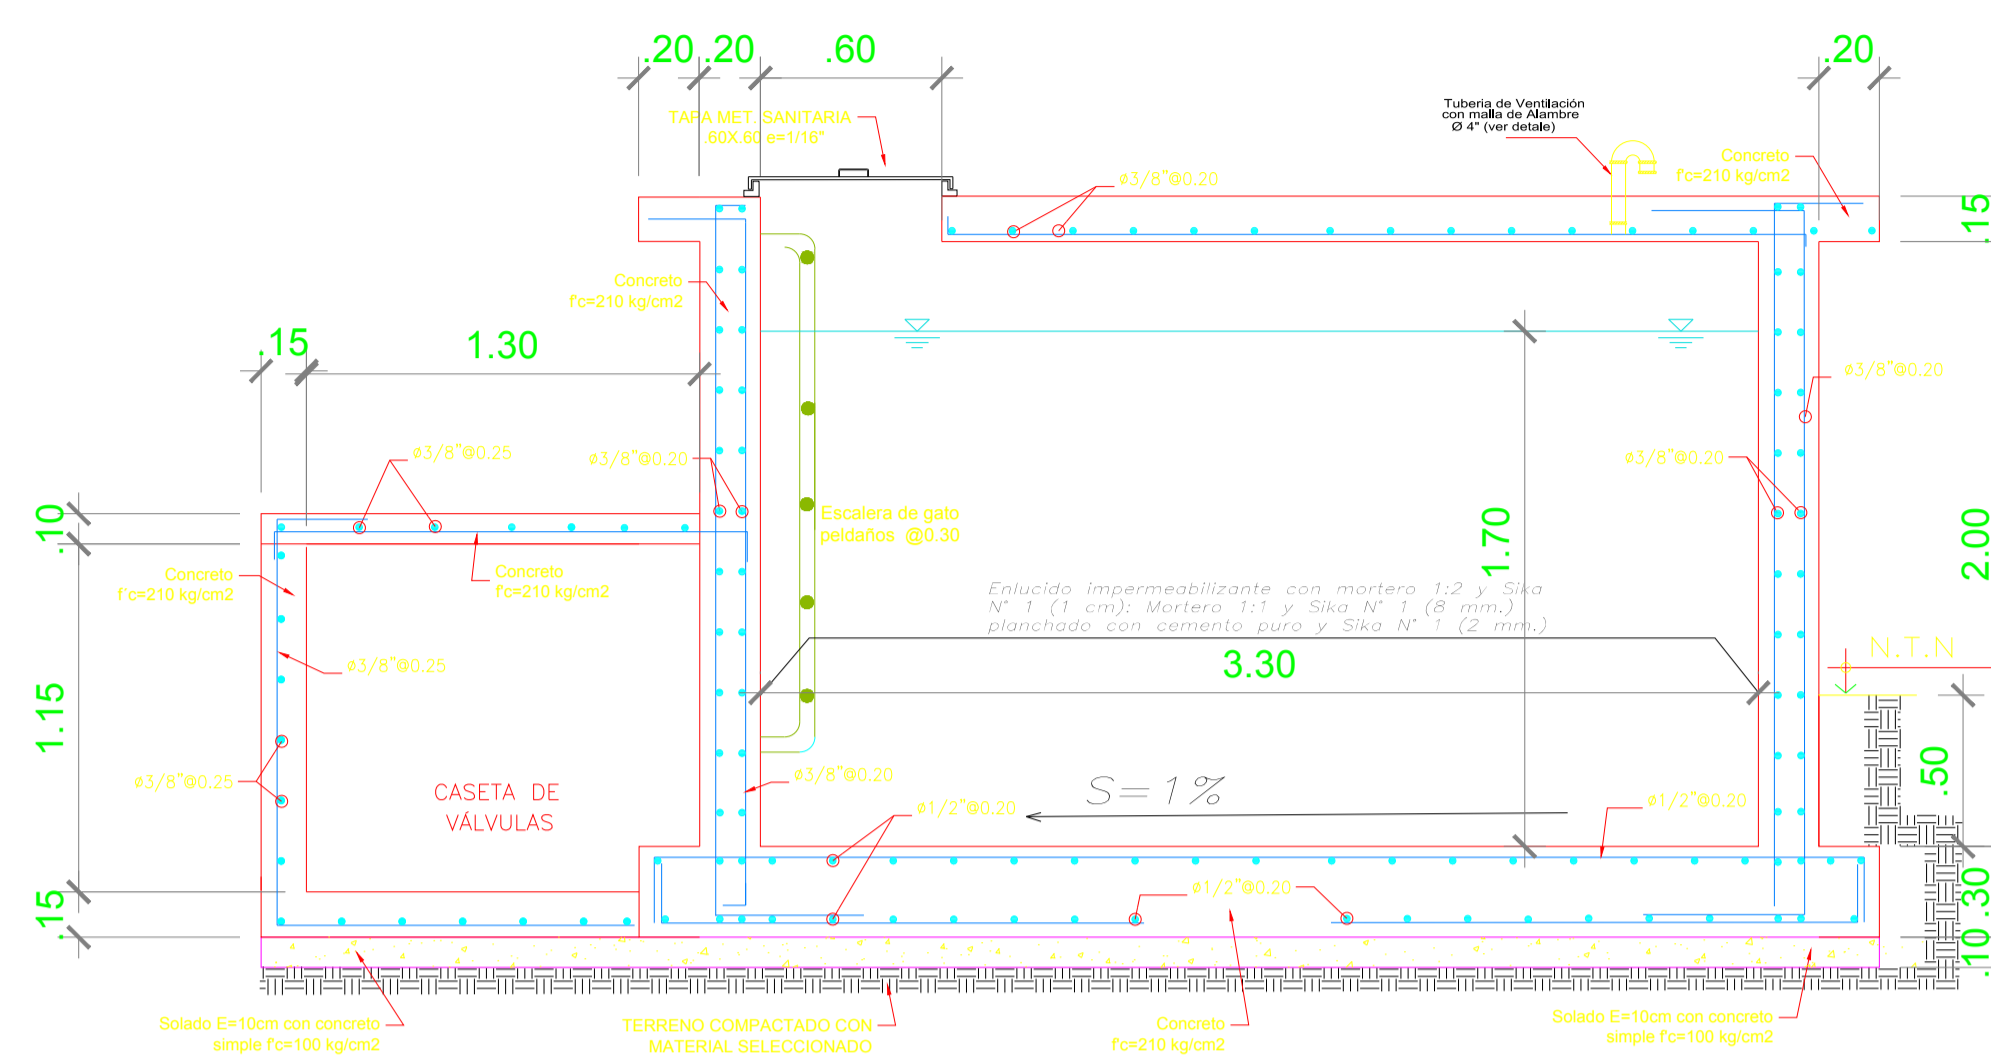 .20 .20 .60 .20
TAPA MET. SANITARIA
.60X.60 e=1/16"
Tuberia de Ventilación
con malla de Alambre
Ø 4" (ver detale)
Concreto
f'c=210 kg/cm2
ø3/8"@0.20
.15
Concreto
f'c=210 kg/cm2
.15 1.30
ø3/8"@0.20
ø3/8"@0.25
ø3/8"@0.20
ø3/8"@0.20
.10
Escalera de gato
peldaños @0.30
1.70
2.00
Concreto
f'c=210 kg/cm2
Concreto
f'c=210 kg/cm2
Enlucido impermeabilizante con mortero 1:2 y Sika
N° 1 (1 cm): Mortero 1:1 y Sika N° 1 (8 mm.)
planchado con cemento puro y Sika N° 1 (2 mm.)
3.30
N.T.N
ø3/8"@0.25
1.15
ø3/8"@0.25
ø3/8"@0.20
S=1%
.50
CASETA DE
VÁLVULAS
ø1/2"@0.20
ø1/2"@0.20
ø1/2"@0.20
.15
.30
.10
Solado E=10cm con concreto
simple f'c=100 kg/cm2
TERRENO COMPACTADO CON
MATERIAL SELECCIONADO
Concreto
f'c=210 kg/cm2
Solado E=10cm con concreto
simple f'c=100 kg/cm2